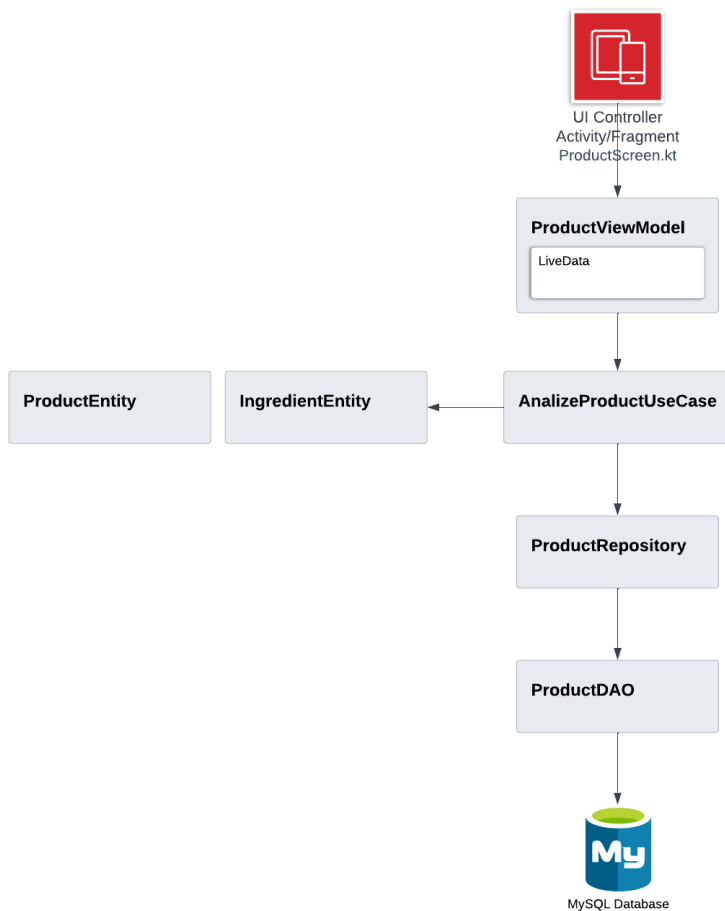 UI Controller
Activity/Fragment
ProductScreen.kt
ProductViewModel
LiveData
ProductEntity
IngredientEntity
AnalizeProductUseCase
ProductRepository
ProductDAO
My
MySQL Database